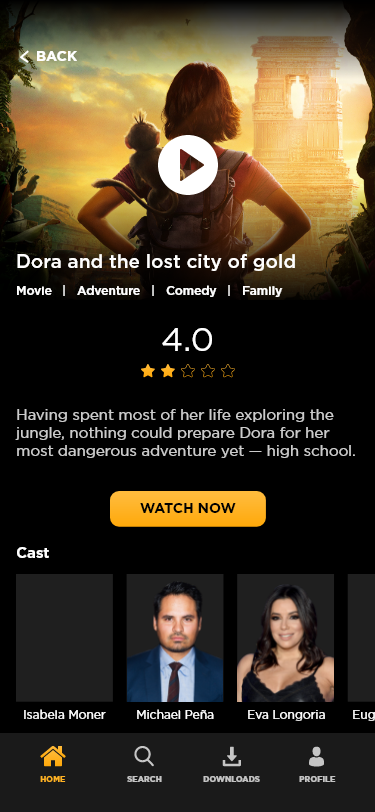 BACK
Dora and the lost city of gold
Movie | Adventure | Comedy | Family
4.0
Having spent most of her life exploring the
jungle, nothing could prepare Dora for her
most dangerous adventure yet — high school.
WATCH NOW
Cast
Isabela Moner Michael Peña Eva Longoria Eug
HOME SEARCH DOWNLOADS PROFILE